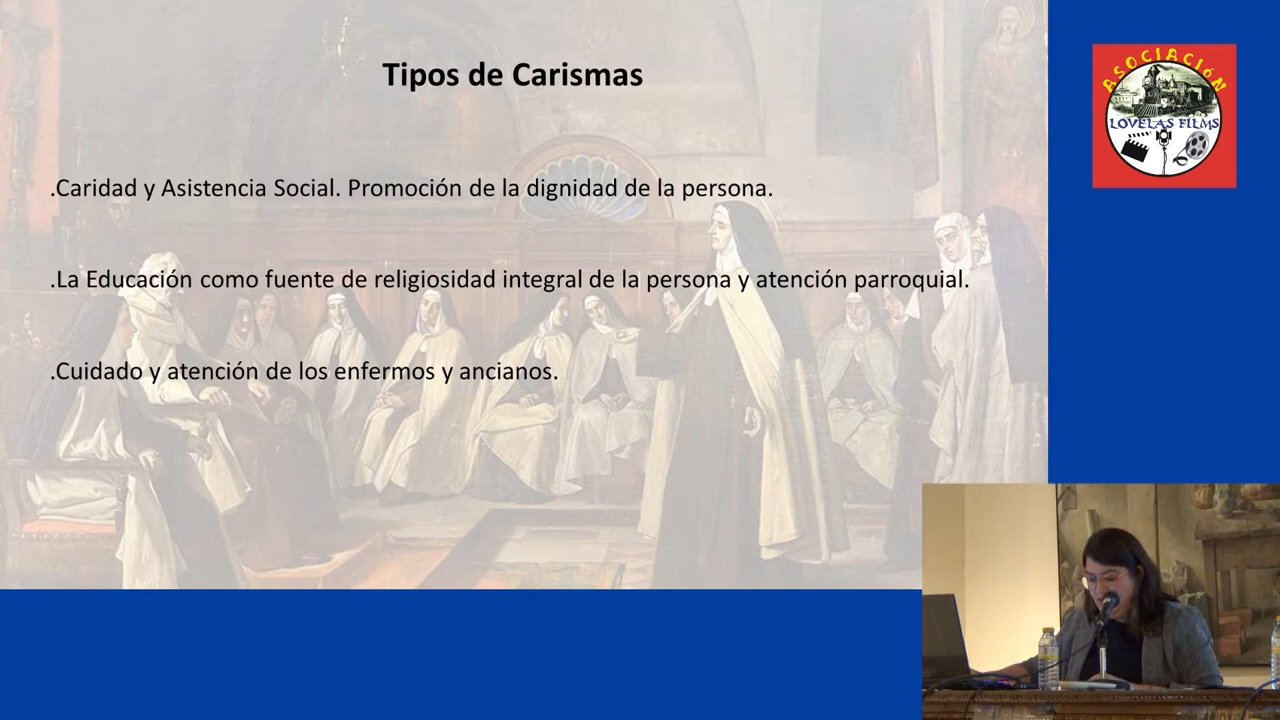 Tipos de Carismas
.Caridad y Asistencia Social. Promoción de la dignidad de la persona.
.La Educación como fuente de religiosidad integral de la persona y atención parroquial.
.Cuidado y atención de los enfermos y ancianos.
ASOCIACIÓN
LOVELAS FILMS